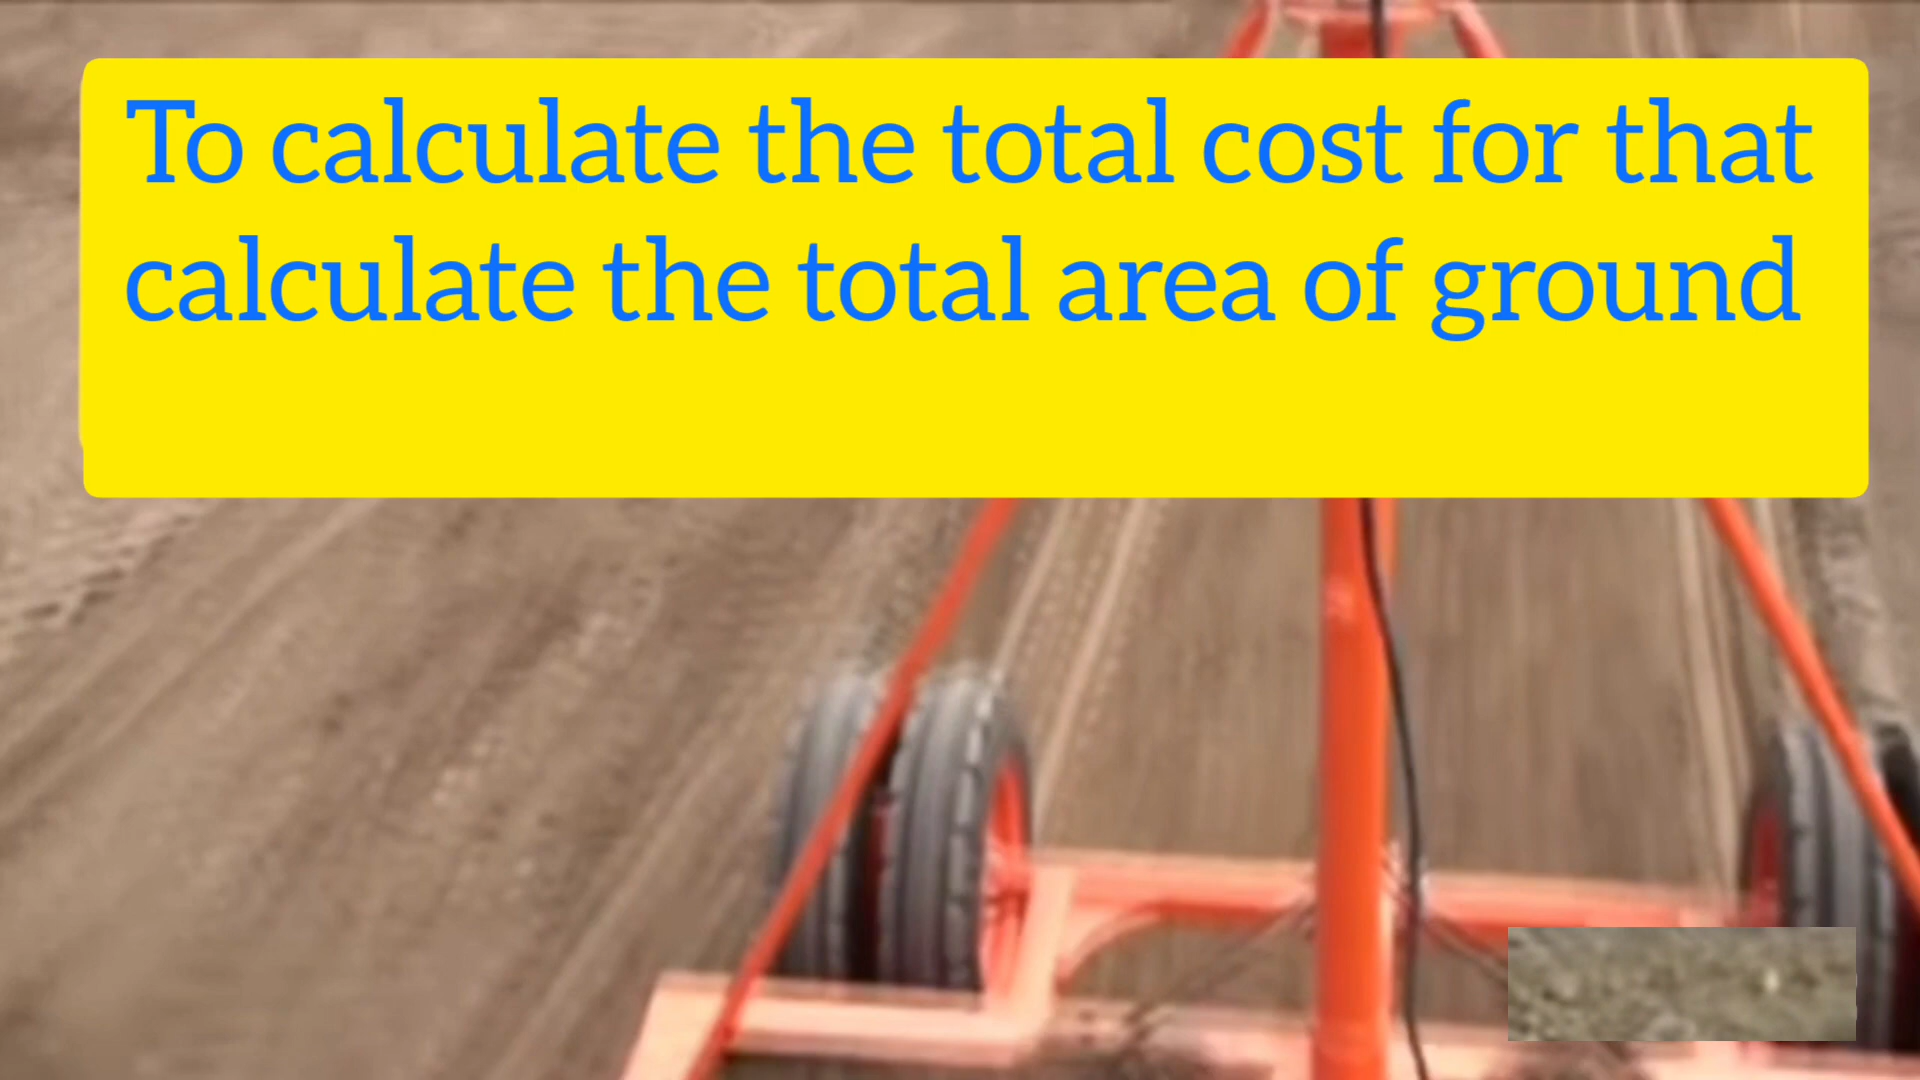 To calculate the total cost for that
calculate the total area of ground